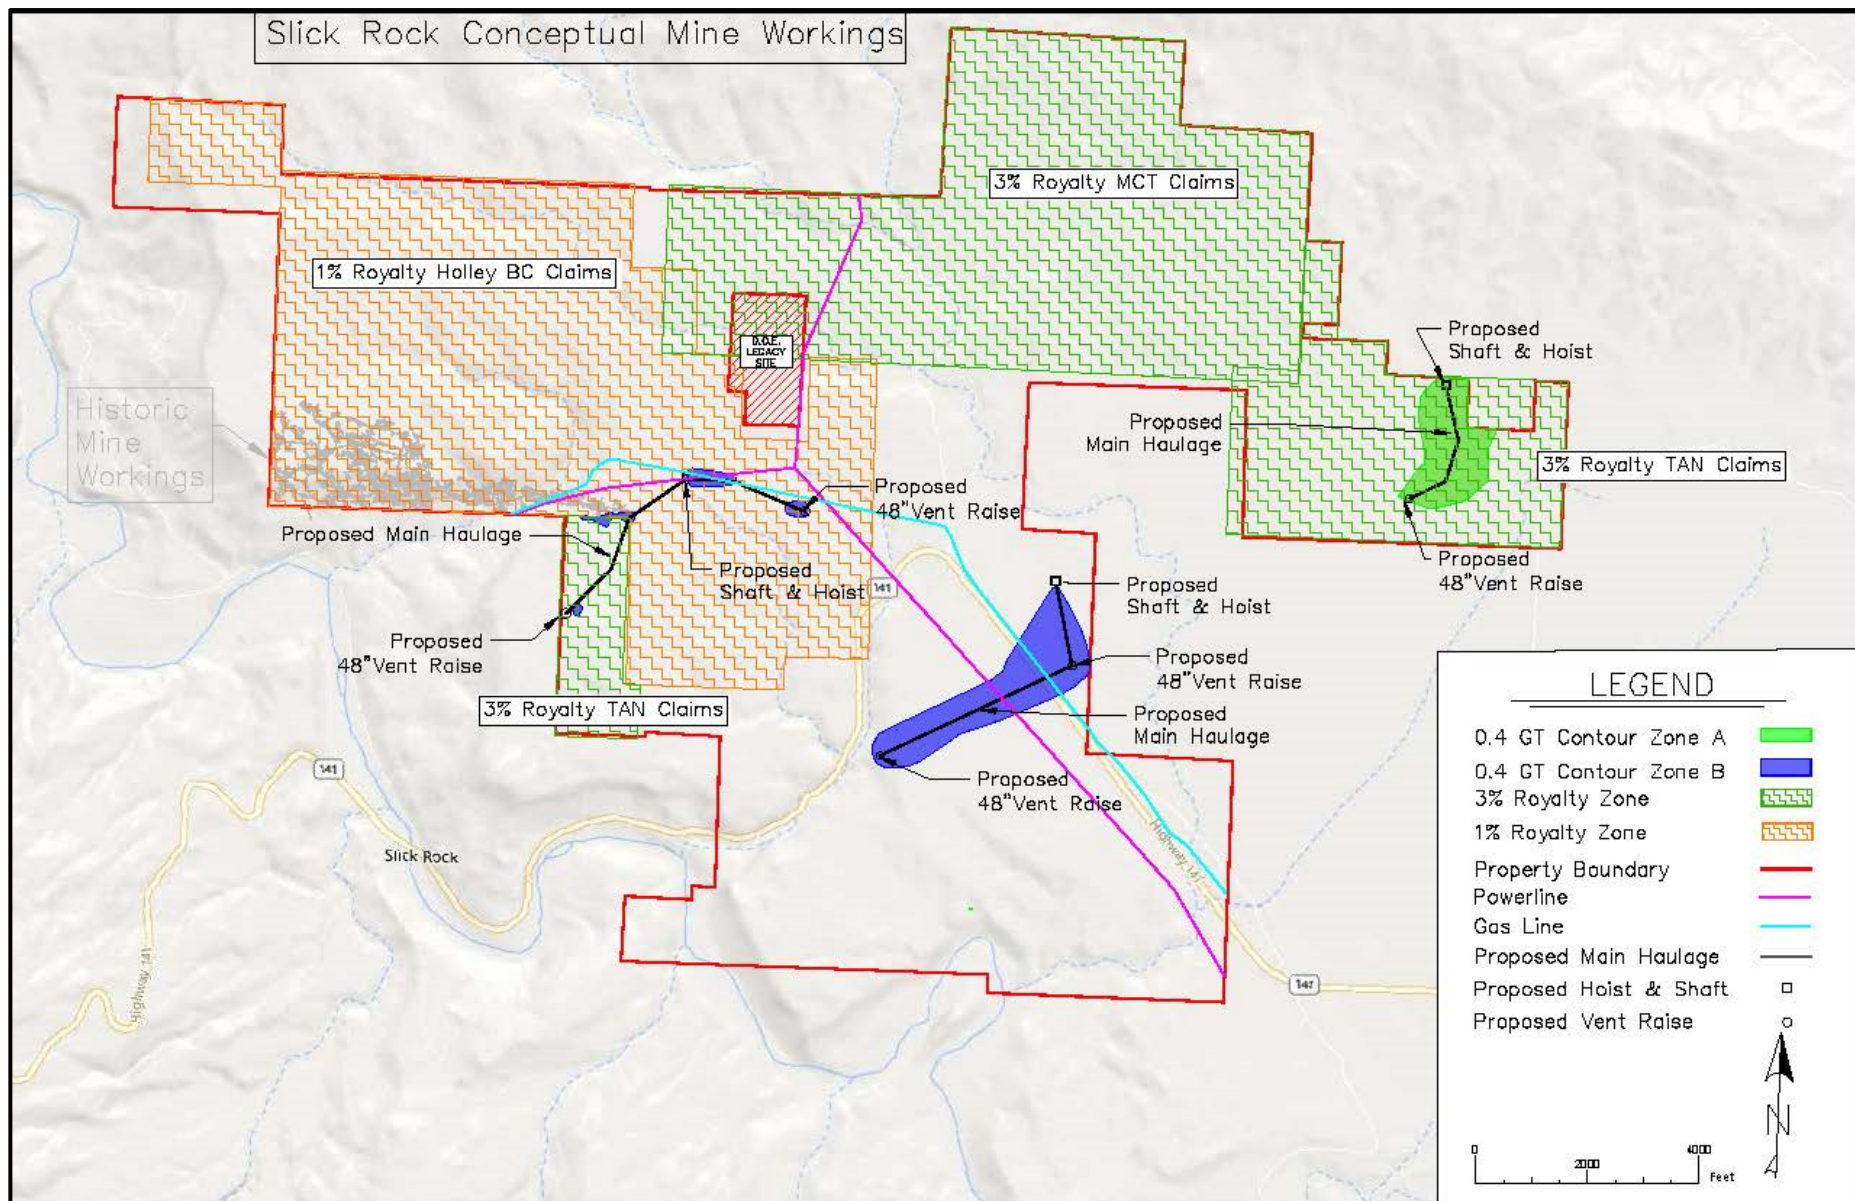 Slick Rock Conceptual Mine Workings
3% Royalty MCT Claims
1% Royalty Holley BC Claims
D.O.E.
LEGACY
SITE
Proposed
Shaft & Hoist
Historic
Mine
Workings
Proposed
Main Haulage
3% Royalty TAN Claims
Proposed
48"Vent Raise
Proposed Main Haulage
Proposed
48"Vent Raise
Proposed
Shaft & Hoist
141
Proposed
Shaft & Hoist
Proposed
48"Vent Raise
Proposed
48"Vent Raise
3% Royalty TAN Claims
Proposed
Main Haulage
141
Proposed
48"Vent Raise
Slick Rock
Highway 141
Highway 141
141
LEGEND
0.4 GT Contour Zone A
0.4 GT Contour Zone B
3% Royalty Zone
1% Royalty Zone
Property Boundary
Powerline
Gas Line
Proposed Main Haulage
Proposed Hoist & Shaft
Proposed Vent Raise
N
0
2000
4000
Feet